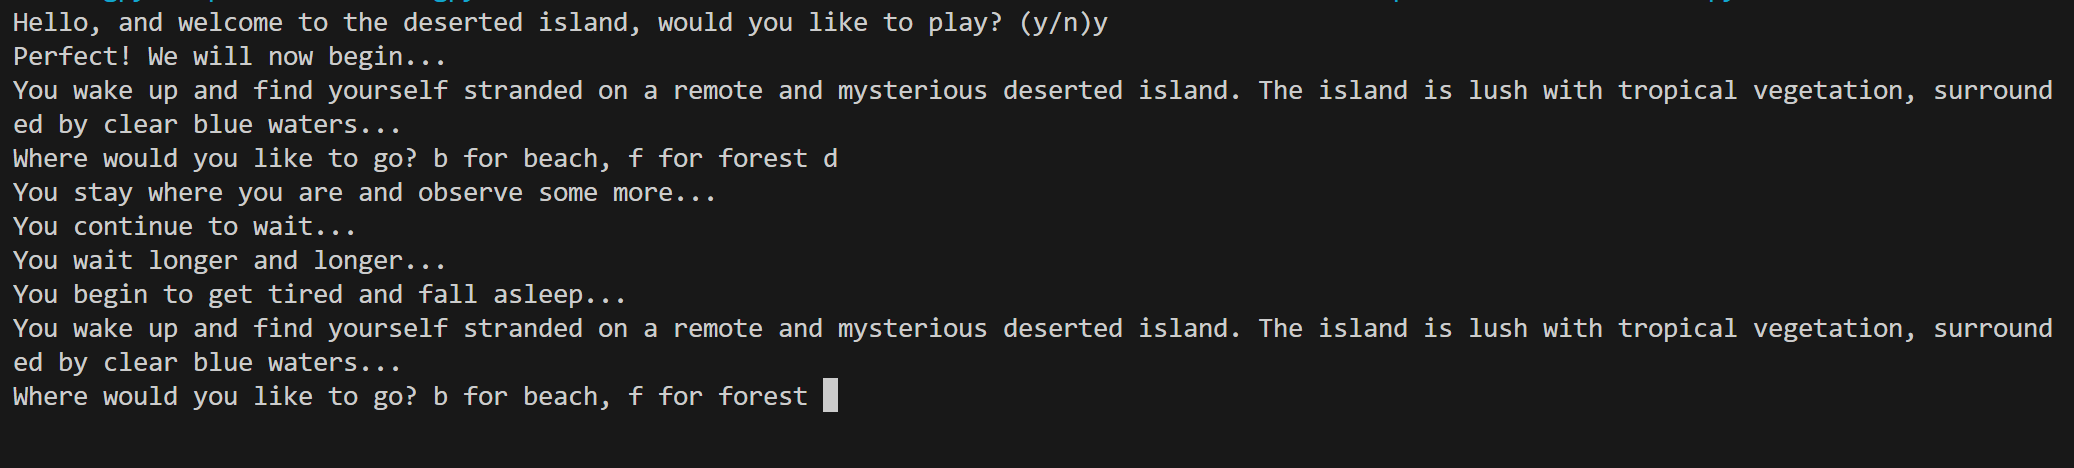 Hello, and welcome to the deserted island, would you like to play? (y/n)y
Perfect! We will now begin...
You wake up and find yourself stranded on a remote and mysterious deserted island. The island is lush with tropical vegetation, surround
ed by clear blue waters...
Where would you like to go? b for beach, f for forest d
You stay where you are and observe some more...
You continue to wait...
You wait longer and longer...
You begin to get tired and fall asleep...
You wake up and find yourself stranded on a remote and mysterious deserted island. The island is lush with tropical vegetation, surround
ed by clear blue waters...
Where would you like to go? b for beach, f for forest